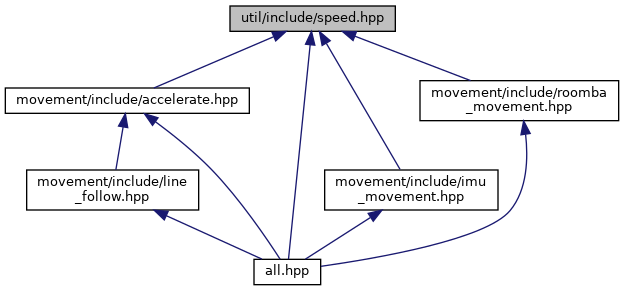 util/include/speed.hpp
movement/include/accelerate.hpp
movement/include/roomba
_movement.hpp
movement/include/line
_follow.hpp
movement/include/imu
_movement.hpp
all.hpp